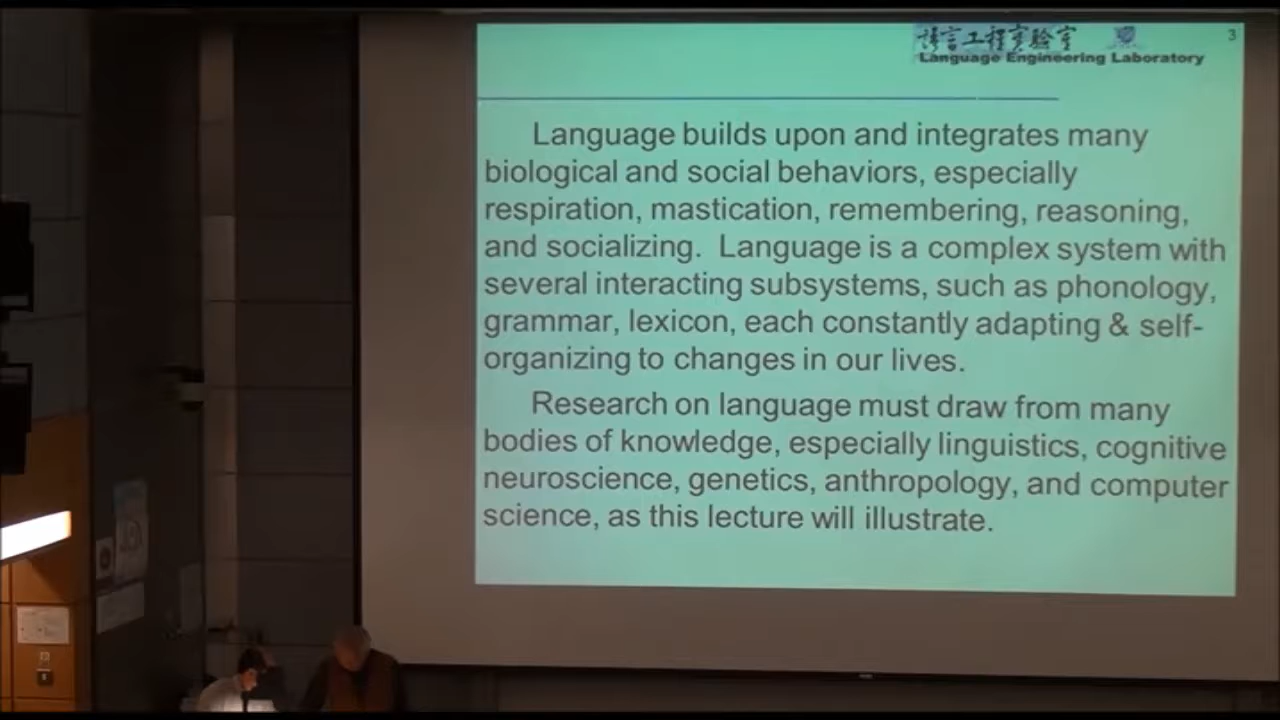 語言工程實驗室
3
Language Engineering Laboratory
Language builds upon and integrates many
biological and social behaviors, especially
respiration, mastication, remembering, reasoning,
and socializing.  Language is a complex system with
several interacting subsystems, such as phonology,
grammar, lexicon, each constantly adapting & self-
organizing to changes in our lives.
Research on language must draw from many
bodies of knowledge, especially linguistics, cognitive
neuroscience, genetics, anthropology, and computer
science, as this lecture will illustrate.